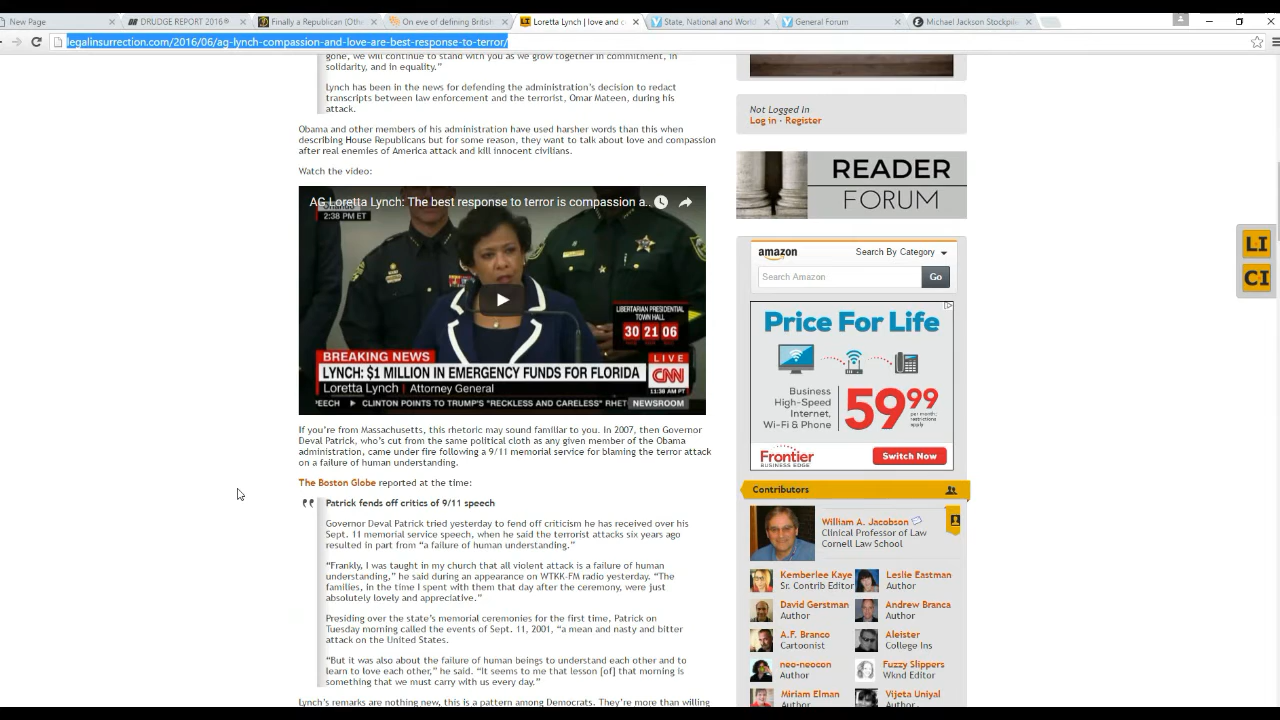 New Page
DRUDGE REPORT 2016®
Finally a Republican (Othe
On eve of defining British
Loretta Lynch | love and c
State, National and World
General Forum
Michael Jackson Stockpile
legalinsurrection.com/2016/06/ag-lynch-compassion-and-love-are-best-response-to-terror/
gone, we will continue to stand with you as we grow together in commitment, in
solidarity, and in equality.”
Lynch has been in the news for defending the administration’s decision to redact
transcripts between law enforcement and the terrorist, Omar Mateen, during his
attack.
Obama and other members of his administration have used harsher words than this when
describing House Republicans but for some reason, they want to talk about love and compassion
after real enemies of America attack and kill innocent civilians.
Watch the video:
AG Loretta Lynch: The best response to terror is compassion a...
Orlando
2:38 PM ET
LIBERTARIAN PRESIDENTIAL
TOWN HALL
30 21 06
BREAKING NEWS
LIVE
LYNCH: $1 MILLION IN EMERGENCY FUNDS FOR FLORIDA
CNN
Loretta Lynch | Attorney General
11:38 AM PT
PEECH ► CLINTON POINTS TO TRUMP'S "RECKLESS AND CARELESS" RHET
NEWSROOM
If you’re from Massachusetts, this rhetoric may sound familiar to you. In 2007, then Governor
Deval Patrick, who’s cut from the same political cloth as any given member of the Obama
administration, came under fire following a 9/11 memorial service for blaming the terror attack
on a failure of human understanding.
The Boston Globe reported at the time:
Patrick fends off critics of 9/11 speech
Governor Deval Patrick tried yesterday to fend off criticism he has received over his
Sept. 11 memorial service speech, when he said the terrorist attacks six years ago
resulted in part from “a failure of human understanding.”
“Frankly, I was taught in my church that all violent attack is a failure of human
understanding,” he said during an appearance on WTKK-FM radio yesterday. “The
families, in the time I spent with them that day after the ceremony, were just
absolutely lovely and appreciative.”
Presiding over the state’s memorial ceremonies for the first time, Patrick on
Tuesday morning called the events of Sept. 11, 2001, “a mean and nasty and bitter
attack on the United States.
“But it was also about the failure of human beings to understand each other and to
learn to love each other,” he said. “It seems to me that lesson [of] that morning is
something that we must carry with us every day.”
Lynch’s remarks are nothing new, this is a pattern among Democrats. They’re more than willing
Not Logged In
Log in · Register
READER
FORUM
amazon
Search By Category
Search Amazon
Go
Price For Life
Business
High-Speed
Internet,
Wi-Fi & Phone
59 99
per month
restrictions
apply
Frontier
BUSINESS EDGE
Switch Now
Contributors
William A. Jacobson
Clinical Professor of Law
Cornell Law School
Kemberlee Kaye
Sr. Contrib Editor
Leslie Eastman
Author
David Gerstman
Author
Andrew Branca
Author
A.F. Branco
Cartoonist
Aleister
College Ins
neo-neocon
Author
Fuzzy Slippers
Wknd Editor
Miriam Elman
Author
Vijeta Uniyal
Author
LI
CI